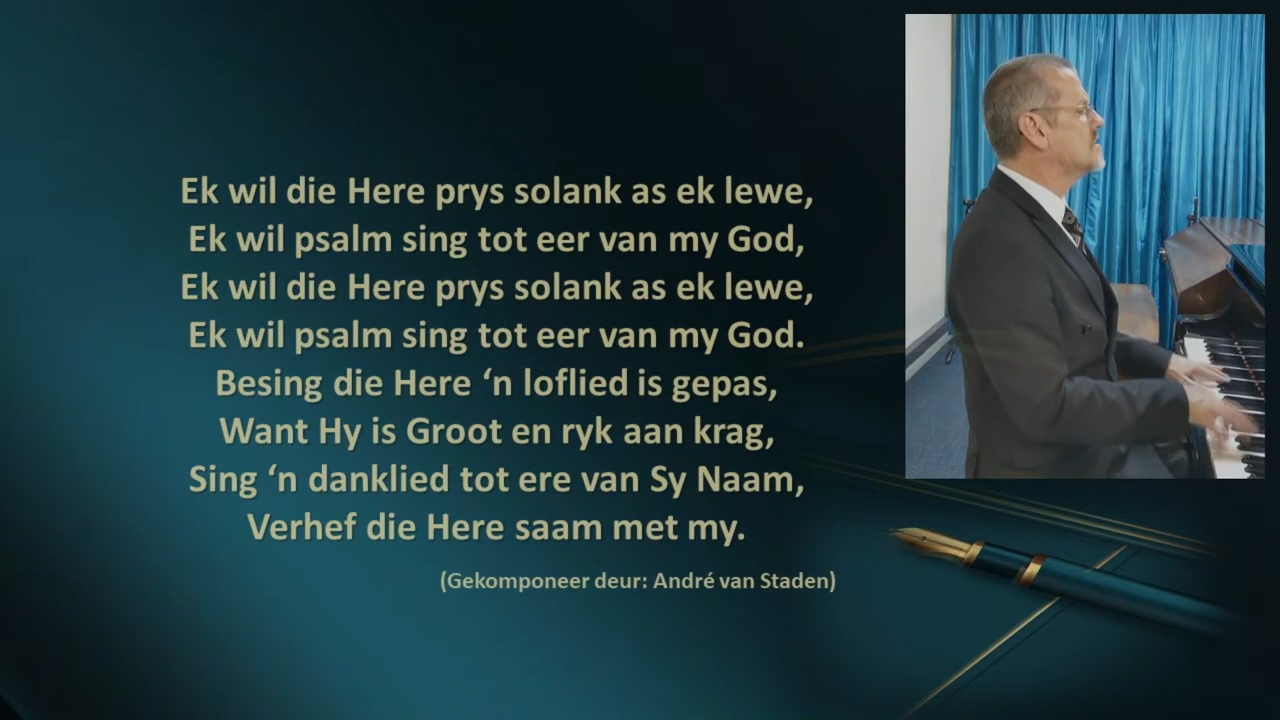 Ek wil die Here prys solank as ek lewe,
Ek wil psalm sing tot eer van my God,
Ek wil die Here prys solank as ek lewe,
Ek wil psalm sing tot eer van my God.
Besing die Here ‘n loflied is gepas,
Want Hy is Groot en ryk aan krag,
Sing ‘n danklied tot ere van Sy Naam,
Verhef die Here saam met my.
(Gekomponeer deur: André van Staden)